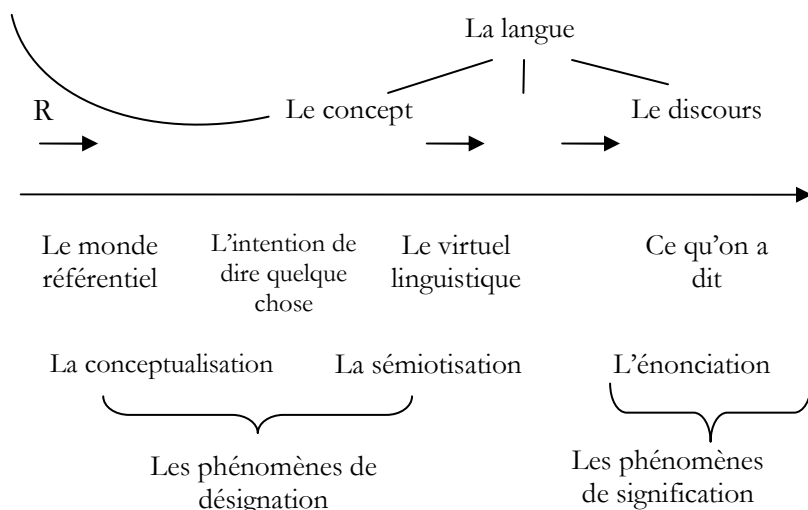 La langue
R
Le concept
Le discours
Le monde
référentiel
L'intention de
dire quelque
chose
Le virtuel
linguistique
Ce qu'on a
dit
La conceptualisation
La sémiotisation
L'énonciation
Les phénomènes de
désignation
Les phénomènes
de signification